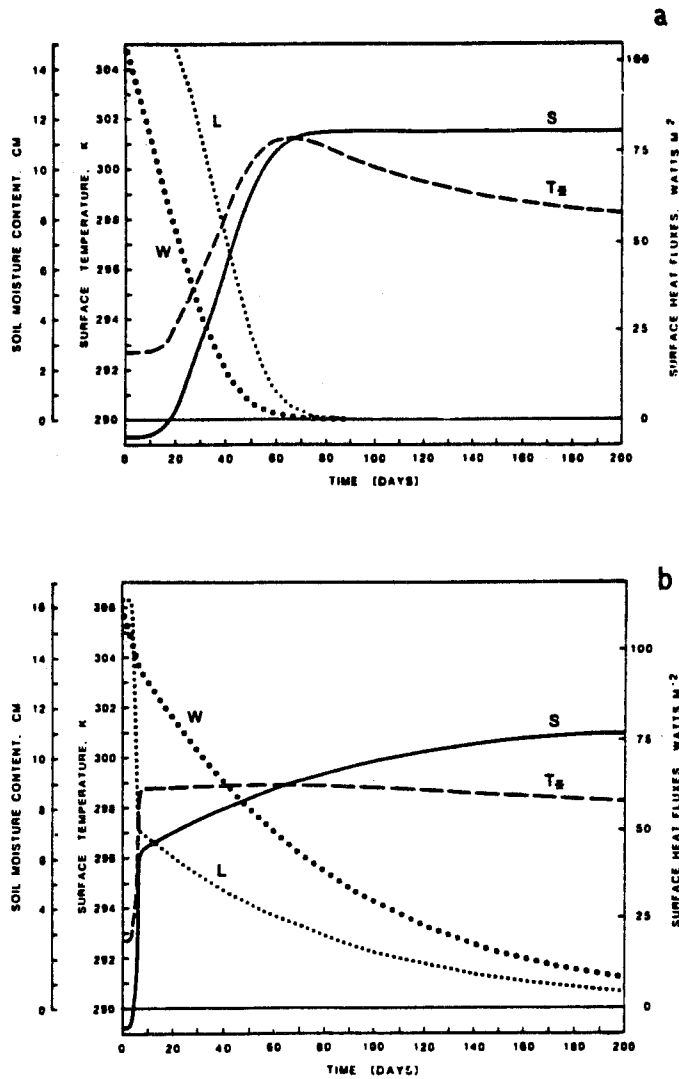 a
SOIL MOISTURE CONTENT, CM
14
12
10
8
6
4
2
0
SURFACE TEMPERATURE, K
304
302
300
298
296
294
292
290
L
W
S
T*
SURFACE HEAT FLUXES, WATTS M⁻²
100
75
50
25
0
0 20 40 60 80 100 120 140 160 180 200
TIME (DAYS)
b
SOIL MOISTURE CONTENT, CM
16
14
12
10
8
6
4
2
0
SURFACE TEMPERATURE, K
306
304
302
300
298
296
294
292
290
W
L
S
T*
SURFACE HEAT FLUXES, WATTS M⁻²
100
75
50
25
0
0 20 40 60 80 100 120 140 160 180 200
TIME (DAYS)